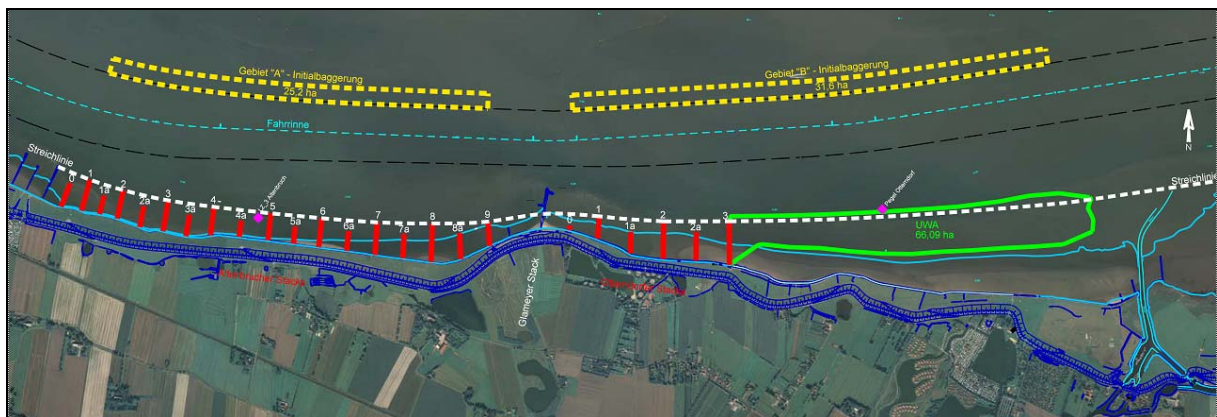 Gebiet "A" - Initialbaggerung
25,2 ha
Gebiet "B" - Initialbaggerung
31,6 ha
Fahrrinne
N
Streichlinie
Streichlinie
0
1
1a
2
2a
3
3a
4
4a
Altenbruch
5
5a
6
6a
7
7a
8
8a
9
0
1
1a
2
2a
3
Pegel Otterndorf
UWA
66,09 ha
Glameyer Stack